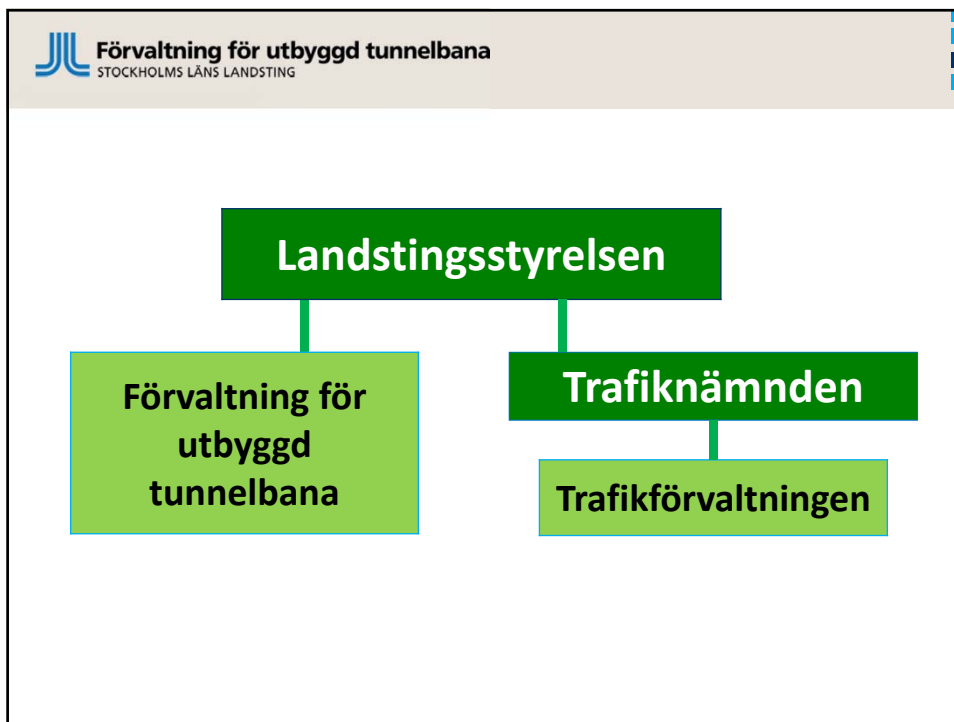 Förvaltning för utbyggd tunnelbana
STOCKHOLMS LÄNS LANDSTING
Landstingsstyrelsen
Förvaltning för
utbyggd
tunnelbana
Trafiknämnden
Trafikförvaltningen